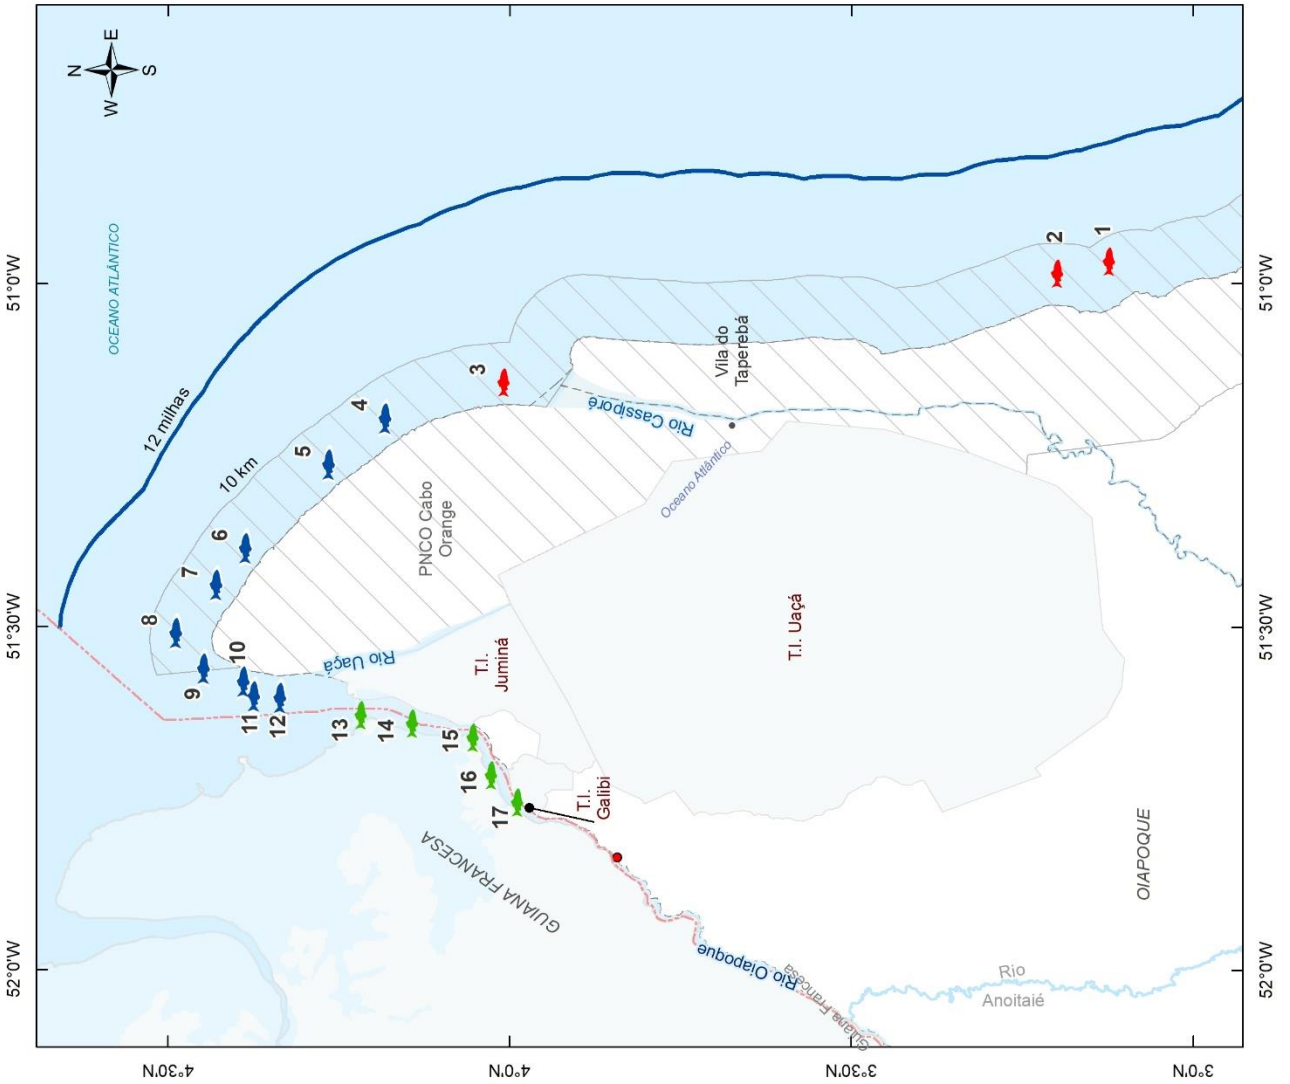 52°0'W
51°30'W
51°0'W
4°30'N
4°0'N
3°30'N
3°0'N
52°0'W
51°30'W
51°0'W
N
E
S
W
OCEANO ATLÂNTICO
12 milhas
10 km
1
2
3
4
5
6
7
8
9
10
11
12
13
14
15
16
17
PNCO Cabo
Orange
Vila do
Taperebá
Rio Cassiporé
Oceano Atlântico
Rio Uaçá
T.I.
Juminá
T.I. Uaçá
T.I.
Galibi
GUIANA FRANCESA
Rio Oiapoque
Guiana Francesa
Rio
Anoitaié
OIAPOQUE